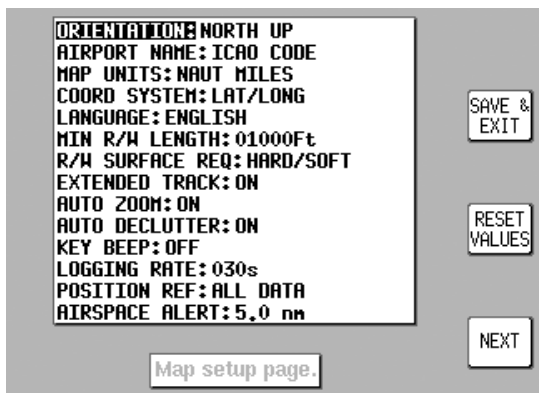 ORIENTATION: NORTH UP
AIRPORT NAME: ICAO CODE
MAP UNITS: NAUT MILES
COORD SYSTEM: LAT/LONG
LANGUAGE: ENGLISH
MIN R/W LENGTH: 01000Ft
R/W SURFACE REQ: HARD/SOFT
EXTENDED TRACK: ON
AUTO ZOOM: ON
AUTO DECLUTTER: ON
KEY BEEP: OFF
LOGGING RATE: 030s
POSITION REF: ALL DATA
AIRSPACE ALERT: 5.0 nm
SAVE &
EXIT
RESET
VALUES
NEXT
Map setup page.